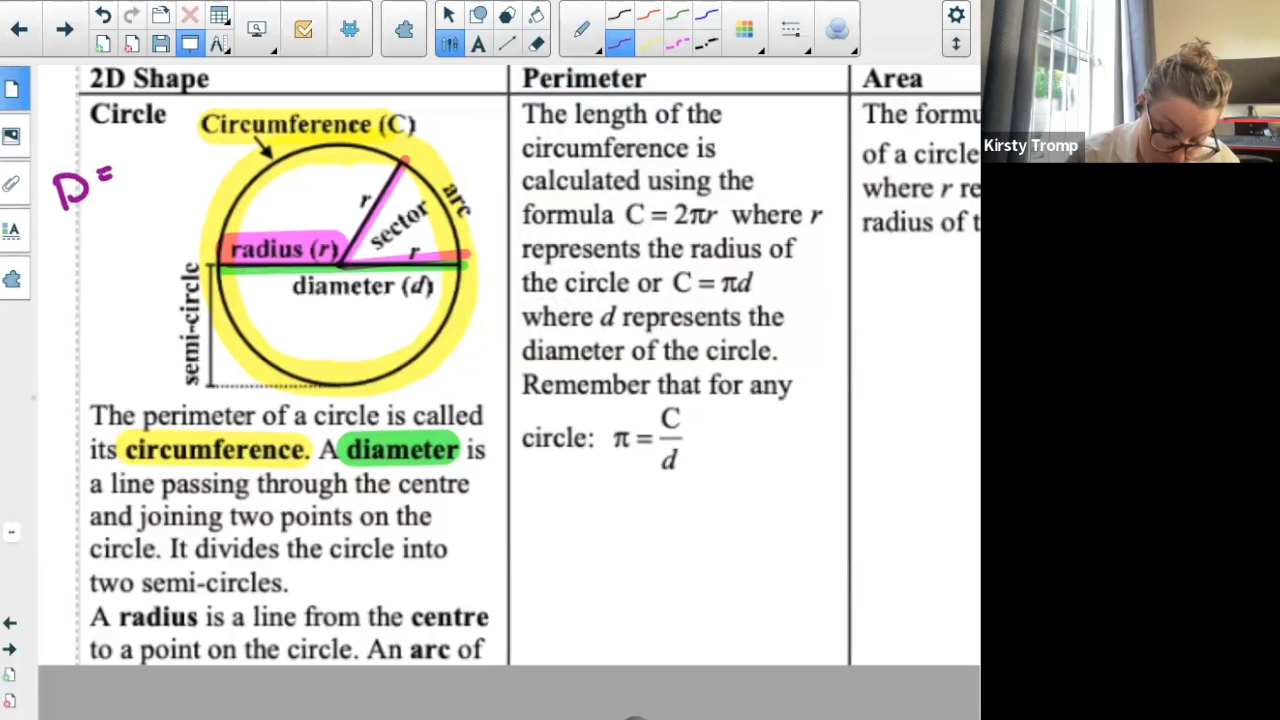 2D Shape
Circle
Circumference (C)
D =
r
arc
sector
radius (r)
r
diameter (d)
semi-circle
The perimeter of a circle is called
its circumference. A diameter is
a line passing through the centre
and joining two points on the
circle. It divides the circle into
two semi-circles.
A radius is a line from the centre
to a point on the circle. An arc of
Perimeter
The length of the
circumference is
calculated using the
formula C = 2πr where r
represents the radius of
the circle or C = πd
where d represents the
diameter of the circle.
Remember that for any
circle: π = C/d
Area
The formu
of a circle
where r re
radius of t
Kirsty Tromp